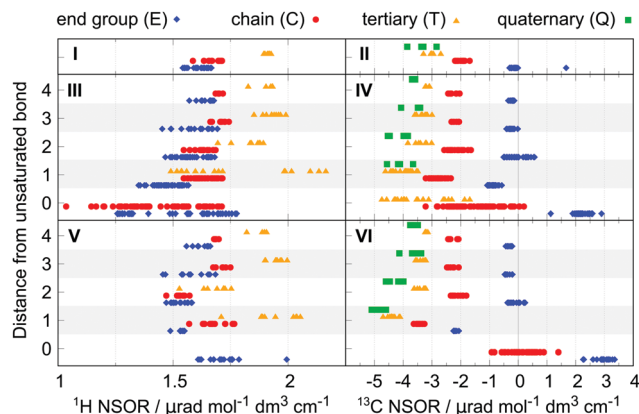 end group (E) chain (C) tertiary (T) quaternary (Q)
I II
III IV
4
3
2
1
0
V VI
4
3
2
1
0
Distance from unsaturated bond
1 1.5 2 -5 -4 -3 -2 -1 0 1 2 3 4
¹H NSOR / µrad mol⁻¹ dm³ cm⁻¹ ¹³C NSOR / µrad mol⁻¹ dm³ cm⁻¹